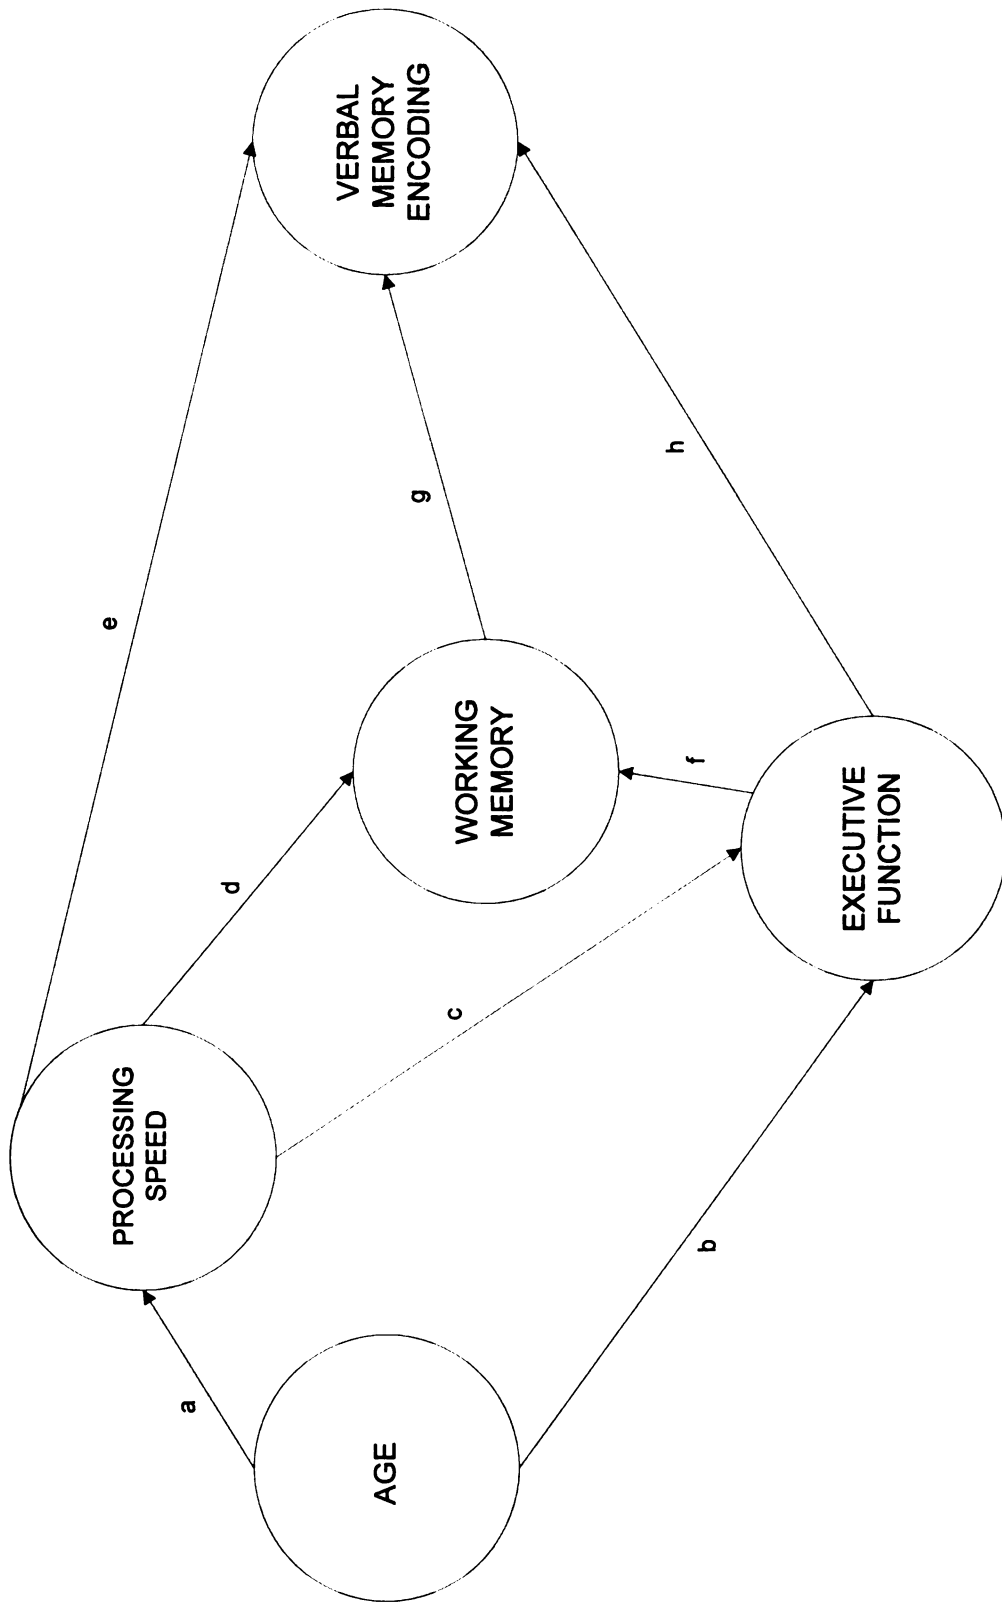 AGE
a
b
PROCESSING
SPEED
c
d
e
EXECUTIVE
FUNCTION
f
WORKING
MEMORY
g
h
VERBAL
MEMORY
ENCODING